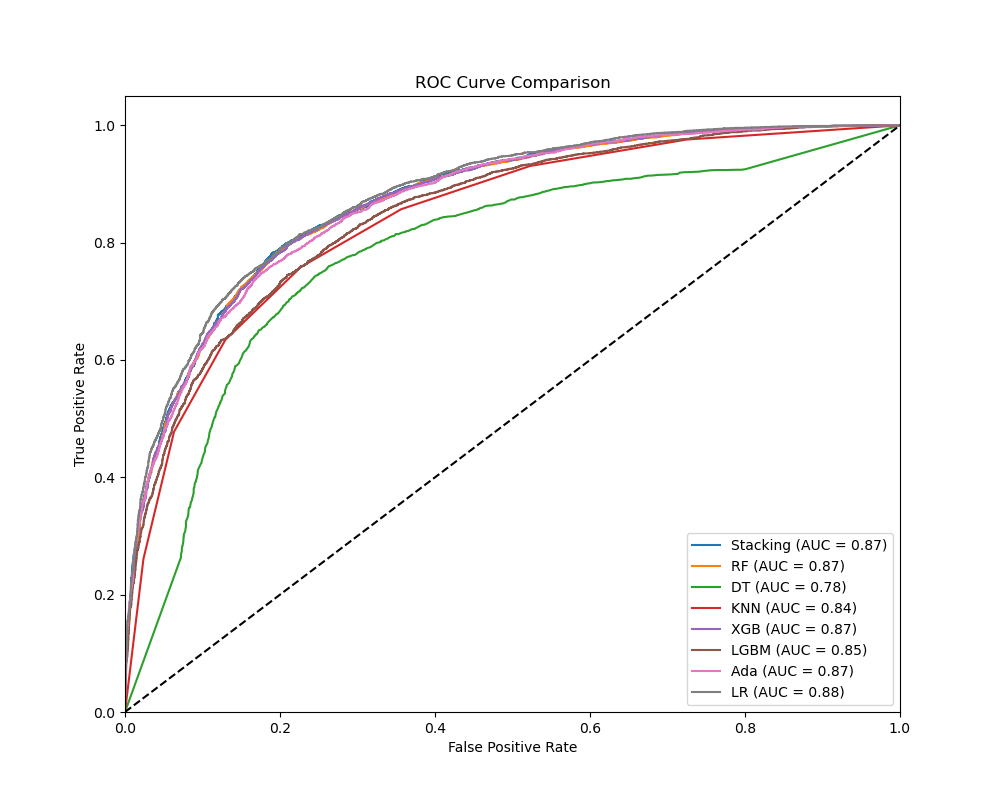 ROC Curve Comparison
True Positive Rate
1.0
0.8
0.6
0.4
0.2
0.0
Stacking (AUC = 0.87)
RF (AUC = 0.87)
DT (AUC = 0.78)
KNN (AUC = 0.84)
XGB (AUC = 0.87)
LGBM (AUC = 0.85)
Ada (AUC = 0.87)
LR (AUC = 0.88)
0.0 0.2 0.4 0.6 0.8 1.0
False Positive Rate